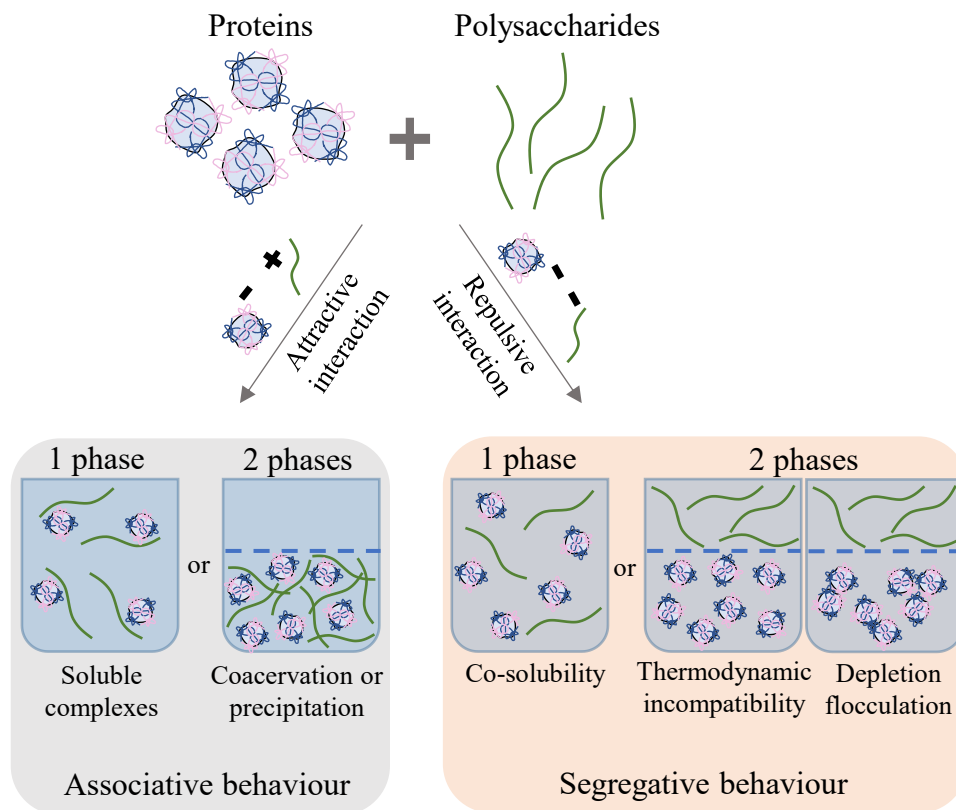 Proteins
Polysaccharides
Attractive
interaction
Repulsive
interaction
1 phase
2 phases
or
Soluble
complexes
Coacervation or
precipitation
Associative behaviour
1 phase
2 phases
or
Co-solubility
Thermodynamic
incompatibility
Depletion
flocculation
Segregative behaviour